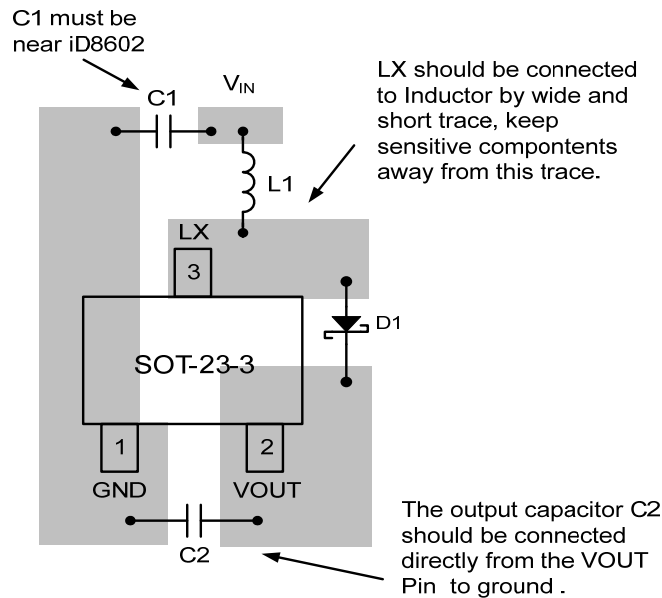 C1 must be
near iD8602
C1
VIN
LX should be connected
to Inductor by wide and
short trace, keep
sensitive compontents
away from this trace.
L1
LX
3
D1
SOT-23-3
1
2
GND
VOUT
C2
The output capacitor C2
should be connected
directly from the VOUT
Pin to ground .